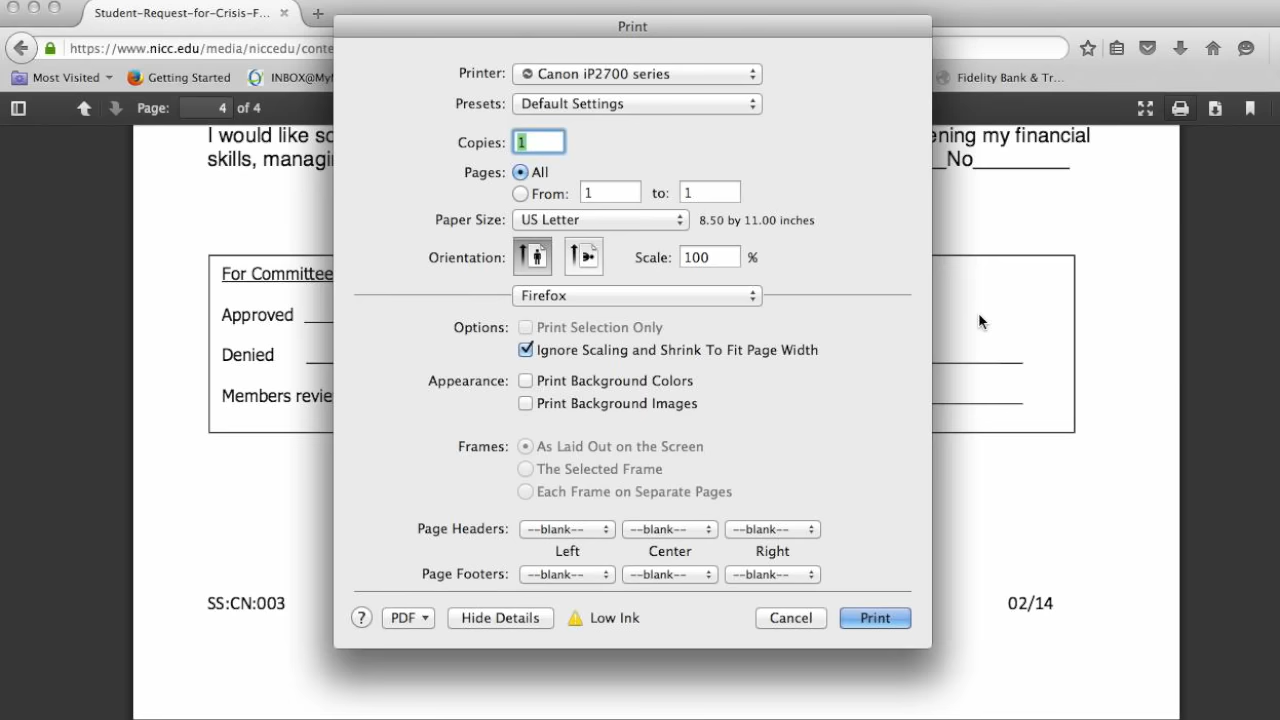 Student-Request-for-Crisis-F...
Print
https://www.nicc.edu/media/niccedu/conte
Most Visited
Getting Started
Fidelity Bank & Tr...
Page: 4 of 4
Printer: Canon iP2700 series
Presets: Default Settings
I would like
ening my financial
Copies: 1
skills,
No
Pages: All
From: 1 to: 1
Paper Size: US Letter 8.50 by 11.00 inches
Orientation: Scale: 100 %
For Committee
Firefox
Approved
Options: Print Selection Only
Ignore Scaling and Shrink To Fit Page Width
Denied
Appearance: Print Background Colors
Members
Print Background Images
Frames: As Laid Out on the Screen
The Selected Frame
Each Frame on Separate Pages
Page Headers: --blank-- --blank-- --blank--
Left Center Right
Page Footers: --blank-- --blank-- --blank--
SS:CN:003
02/14
? PDF Hide Details Low Ink Cancel Print